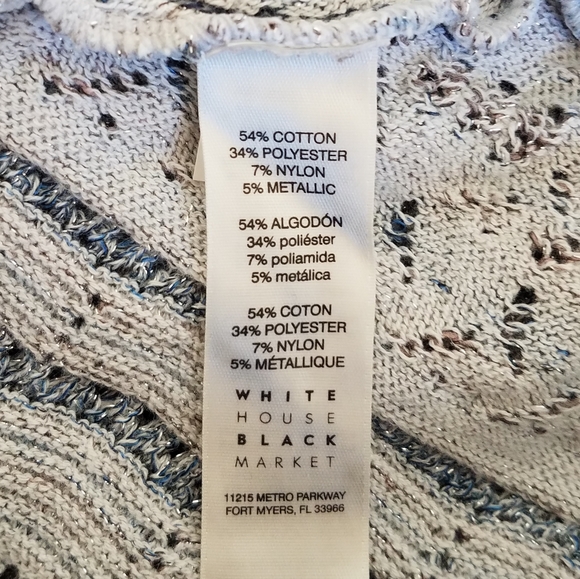 54% COTTON
34% POLYESTER
7% NYLON
5% METALLIC
54% ALGODÓN
34% poliéster
7% poliamida
5% metálica
54% COTON
34% POLYESTER
7% NYLON
5% MÉTALLIQUE
WHITE
HOUSE
BLACK
MARKET
11215 METRO PARKWAY
FORT MYERS, FL 33966